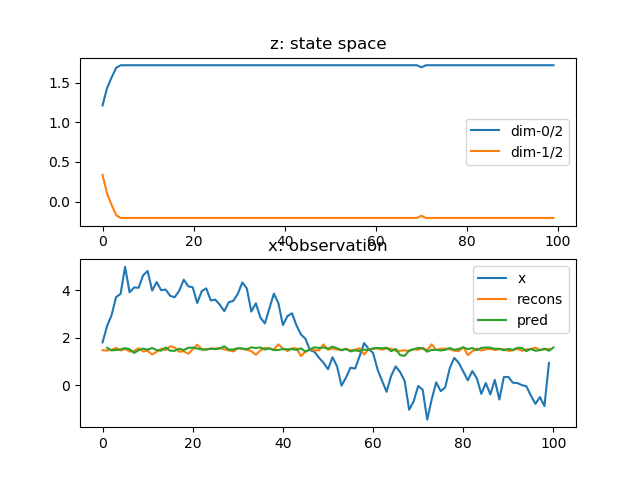 z: state space
1.5
1.0
0.5
0.0
dim-0/2
dim-1/2
0 20 40 60 80 100
x: observation
4
2
0
x
recons
pred
0 20 40 60 80 100